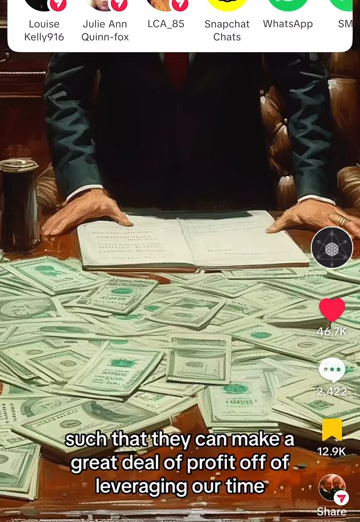 Louise
Kelly916
Julie Ann
Quinn-fox
LCA_85
Snapchat
Chats
WhatsApp
SM
46.7K
2,422
12.9K
such that they can make a
great deal of profit off of
leveraging our time
Share